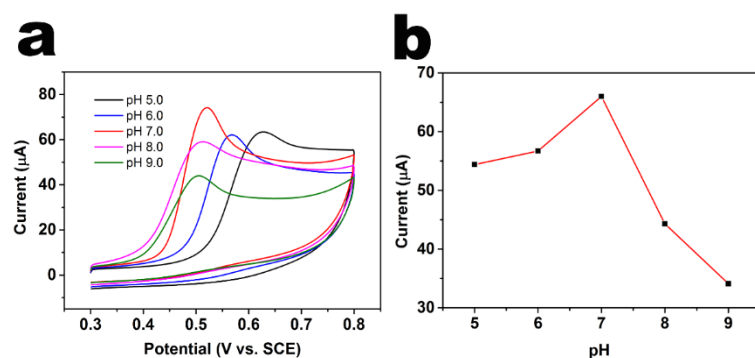 a
Current (μA)
80
60
40
20
0
pH 5.0
pH 6.0
pH 7.0
pH 8.0
pH 9.0
0.3 0.4 0.5 0.6 0.7 0.8
Potential (V vs. SCE)
b
Current (μA)
70
60
50
40
30
5 6 7 8 9
pH